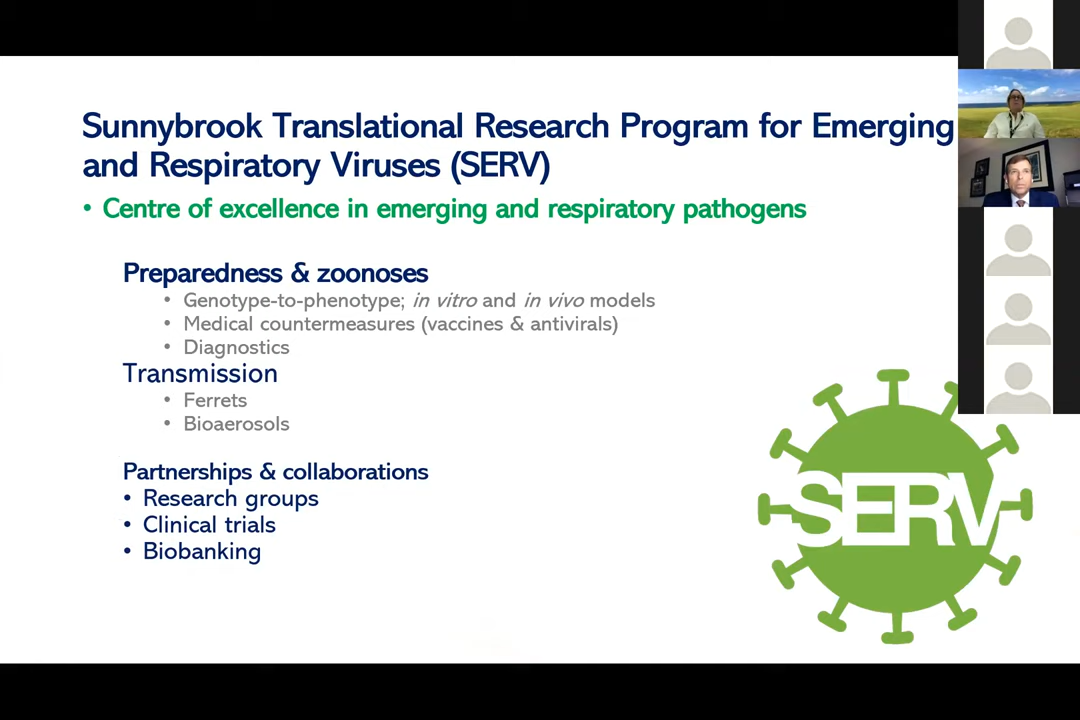 Sunnybrook Translational Research Program for Emerging
and Respiratory Viruses (SERV)
• Centre of excellence in emerging and respiratory pathogens
Preparedness & zoonoses
• Genotype-to-phenotype; in vitro and in vivo models
• Medical countermeasures (vaccines & antivirals)
• Diagnostics
Transmission
• Ferrets
• Bioaerosols
Partnerships & collaborations
• Research groups
• Clinical trials
• Biobanking
SERV